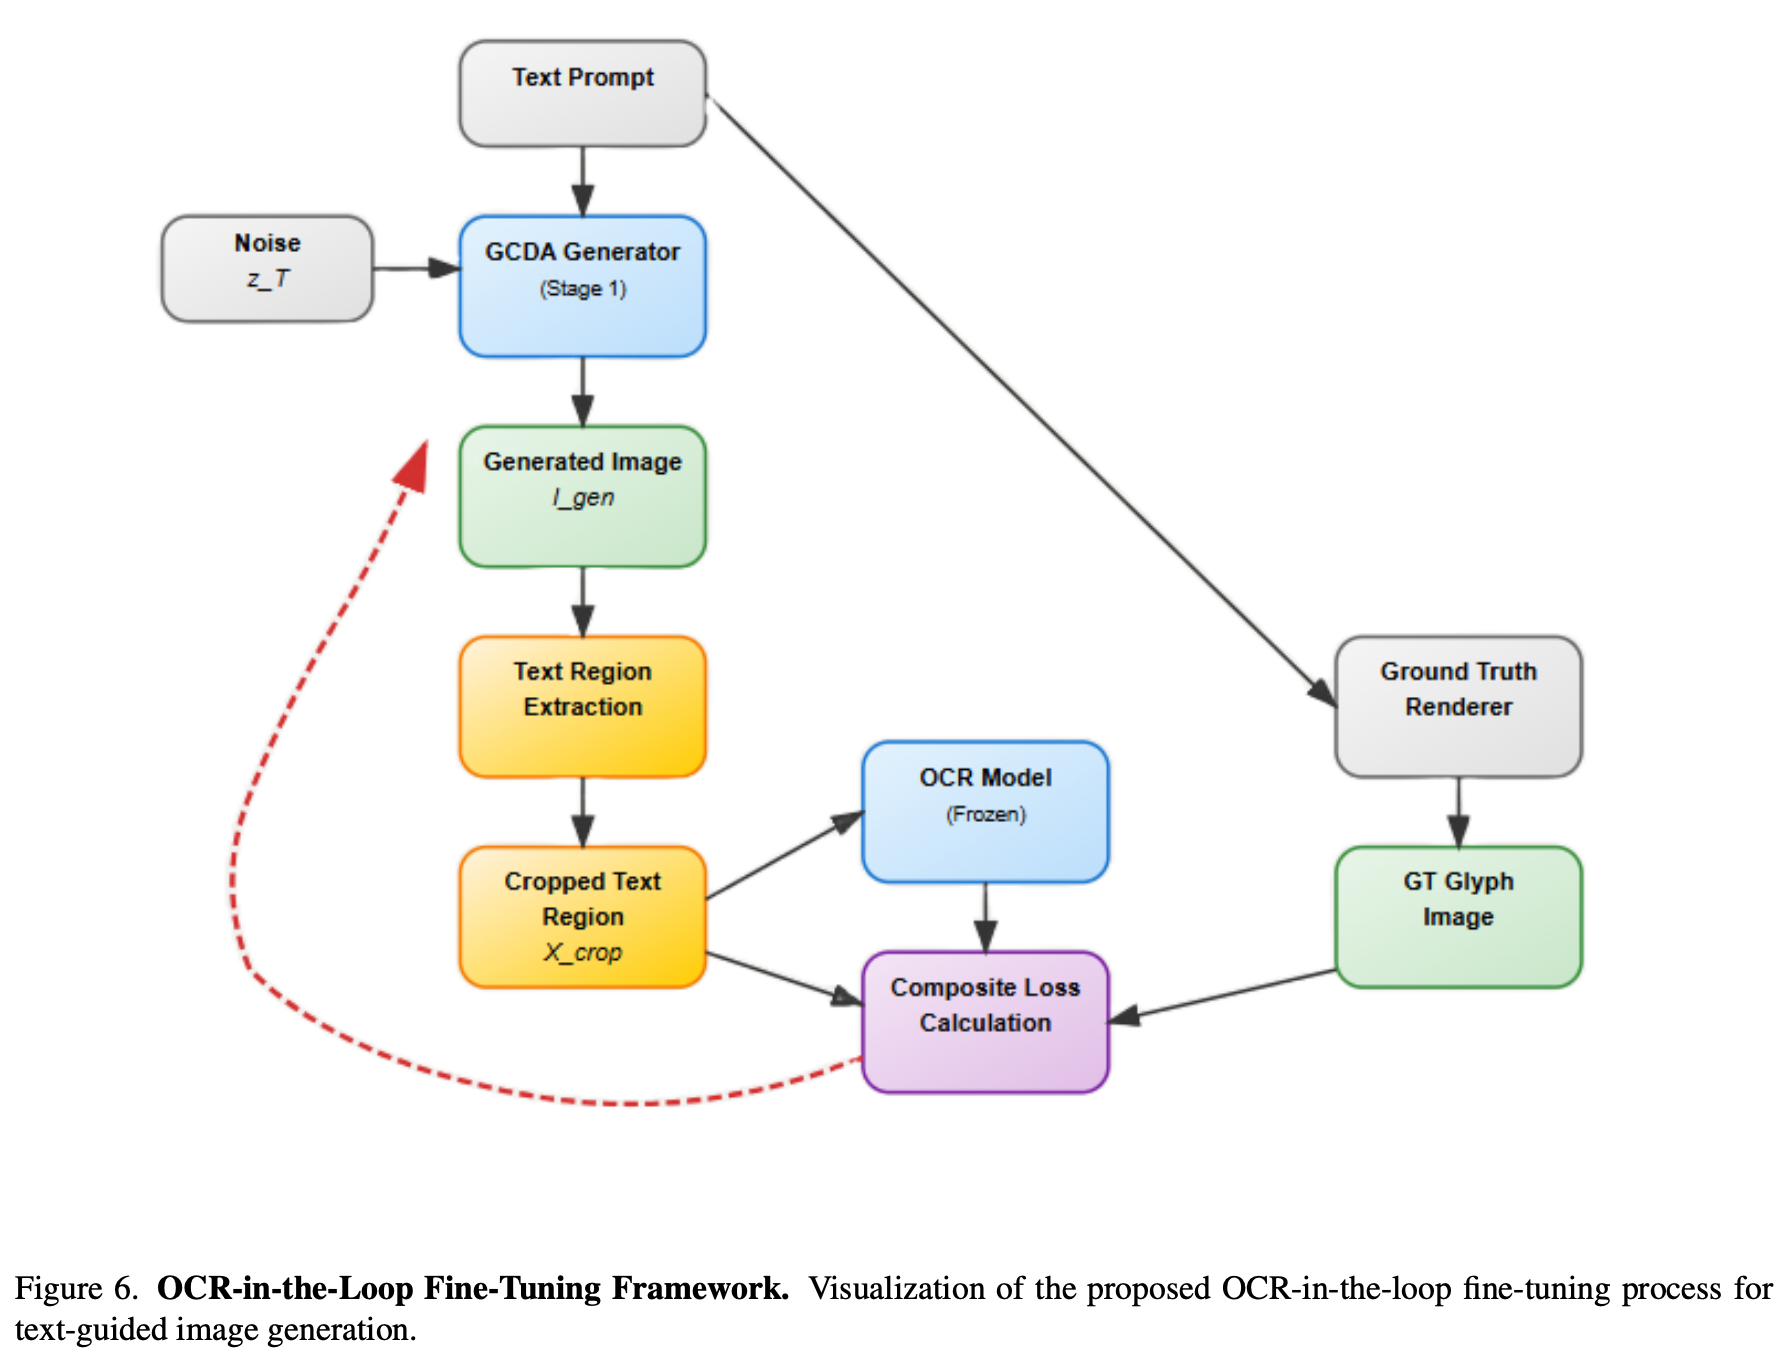 Text Prompt
Noise
z_T
GCDA Generator
(Stage 1)
Generated Image
I_gen
Text Region
Extraction
Ground Truth
Renderer
OCR Model
(Frozen)
Cropped Text
Region
X_crop
GT Glyph
Image
Composite Loss
Calculation
Figure 6. OCR-in-the-Loop Fine-Tuning Framework. Visualization of the proposed OCR-in-the-loop fine-tuning process for
text-guided image generation.